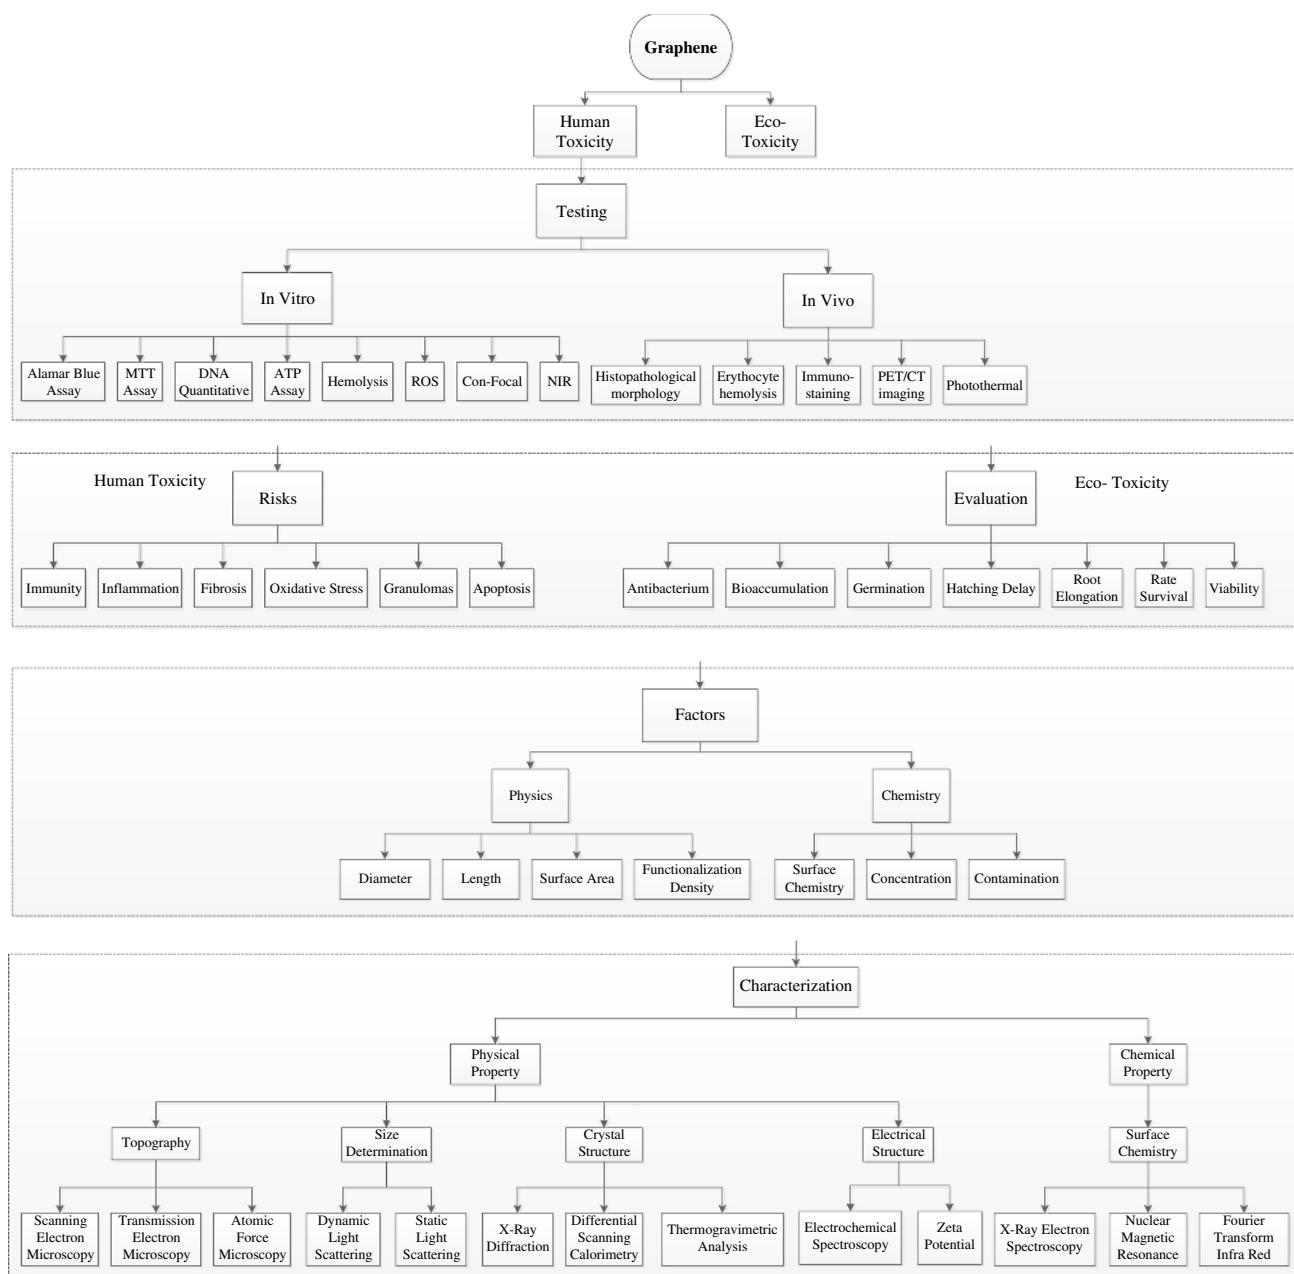 Graphene
Human
Toxicity
Eco-
Toxicity
Testing
In Vitro
In Vivo
Alamar Blue
Assay
MTT
Assay
DNA
Quantitative
ATP
Assay
Hemolysis
ROS
Con-Focal
NIR
Histopathological
morphology
Erythocyte
hemolysis
Immuno-
staining
PET/CT
imaging
Photothermal
Human Toxicity
Risks
Evaluation
Eco- Toxicity
Immunity
Inflammation
Fibrosis
Oxidative Stress
Granulomas
Apoptosis
Antibacterium
Bioaccumulation
Germination
Hatching Delay
Root
Elongation
Rate
Survival
Viability
Factors
Physics
Chemistry
Diameter
Length
Surface Area
Functionalization
Density
Surface
Chemistry
Concentration
Contamination
Characterization
Physical
Property
Chemical
Property
Topography
Size
Determination
Crystal
Structure
Electrical
Structure
Surface
Chemistry
Scanning
Electron
Microscopy
Transmission
Electron
Microscopy
Atomic
Force
Microscopy
Dynamic
Light
Scattering
Static
Light
Scattering
X-Ray
Diffraction
Differential
Scanning
Calorimetry
Thermogravimetric
Analysis
Electrochemical
Spectroscopy
Zeta
Potential
X-Ray Electron
Spectroscopy
Nuclear
Magnetic
Resonance
Fourier
Transform
Infra Red